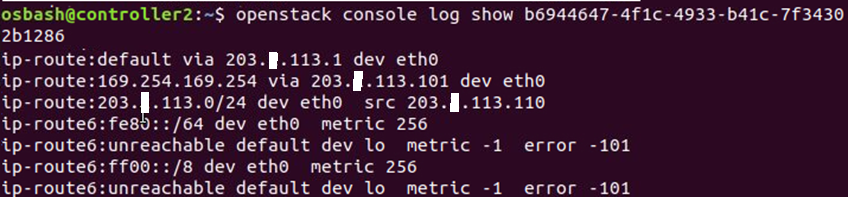 osbash@controller2:~$ openstack console log show b6944647-4f1c-4933-b41c-7f3430
2b1286
ip-route:default via 203. .113.1 dev eth0
ip-route:169.254.169.254 via 203. .113.101 dev eth0
ip-route:203. .113.0/24 dev eth0  src 203. .113.110
ip-route6:fe80::/64 dev eth0  metric 256
ip-route6:unreachable default dev lo  metric -1  error -101
ip-route6:ff00::/8 dev eth0  metric 256
ip-route6:unreachable default dev lo  metric -1  error -101